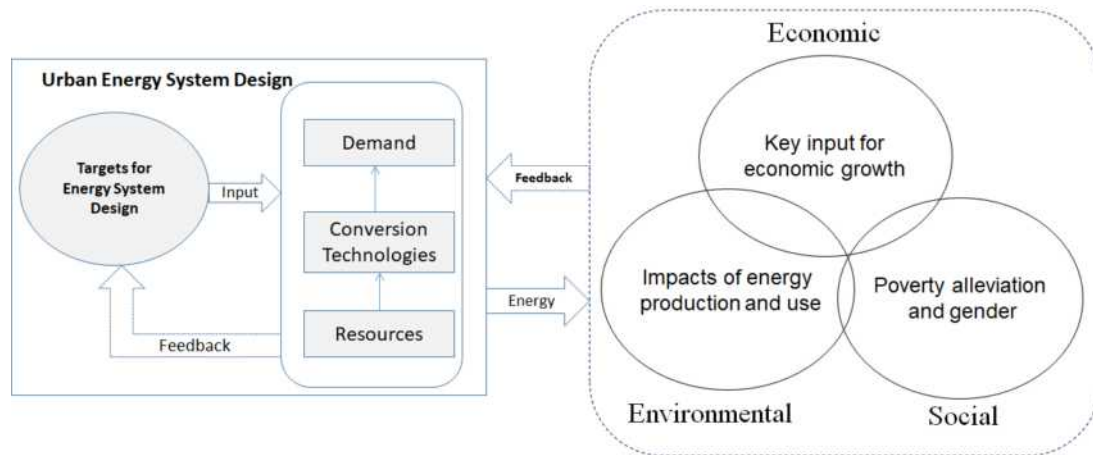 Urban Energy System Design
Targets for
Energy System
Design
Input
Demand
Conversion
Technologies
Resources
Feedback
Feedback
Energy
Economic
Key input for
economic growth
Impacts of energy
production and use
Poverty alleviation
and gender
Environmental
Social